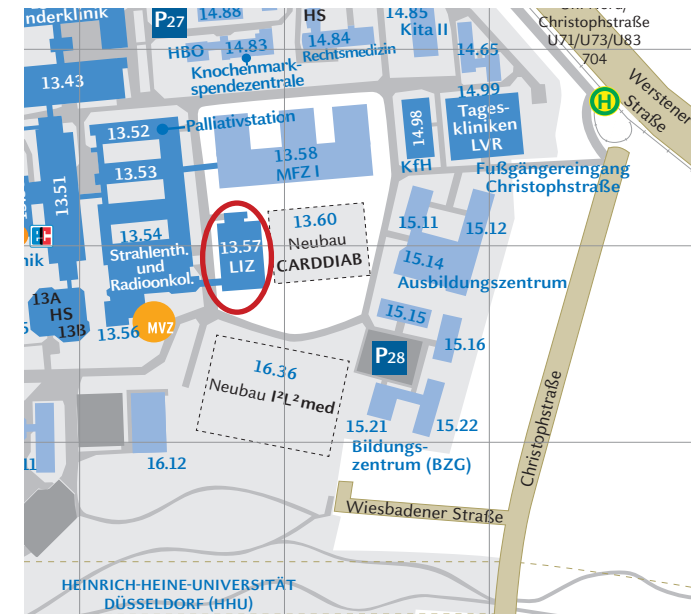 nderklinik
P27
14.88
HS
14.85
Kita II
Christophstraße
U71/U73/U83
704
HBO
14.83
14.84
Rechtsmedizin
14.65
Knochenmark-
spendezentrale
13.43
14.99
Tages-
kliniken
LVR
14.98
KfH
H
Werstener
Straße
13.52
Palliativstation
13.53
13.58
MFZ I
Fußgängereingang
Christophstraße
13.51
13.54
Strahlenth.
und
Radioonkol.
13.57
LIZ
13.60
Neubau
CARDDIAB
15.11
15.12
15.14
Ausbildungszentrum
nik
13A
HS
13B
13.56
MVZ
15.15
15.16
P28
16.36
Neubau I²L²med
15.21
15.22
Bildungs-
zentrum (BZG)
Christophstraße
11
16.12
Wiesbadener Straße
HEINRICH-HEINE-UNIVERSITÄT
DÜSSELDORF (HHU)